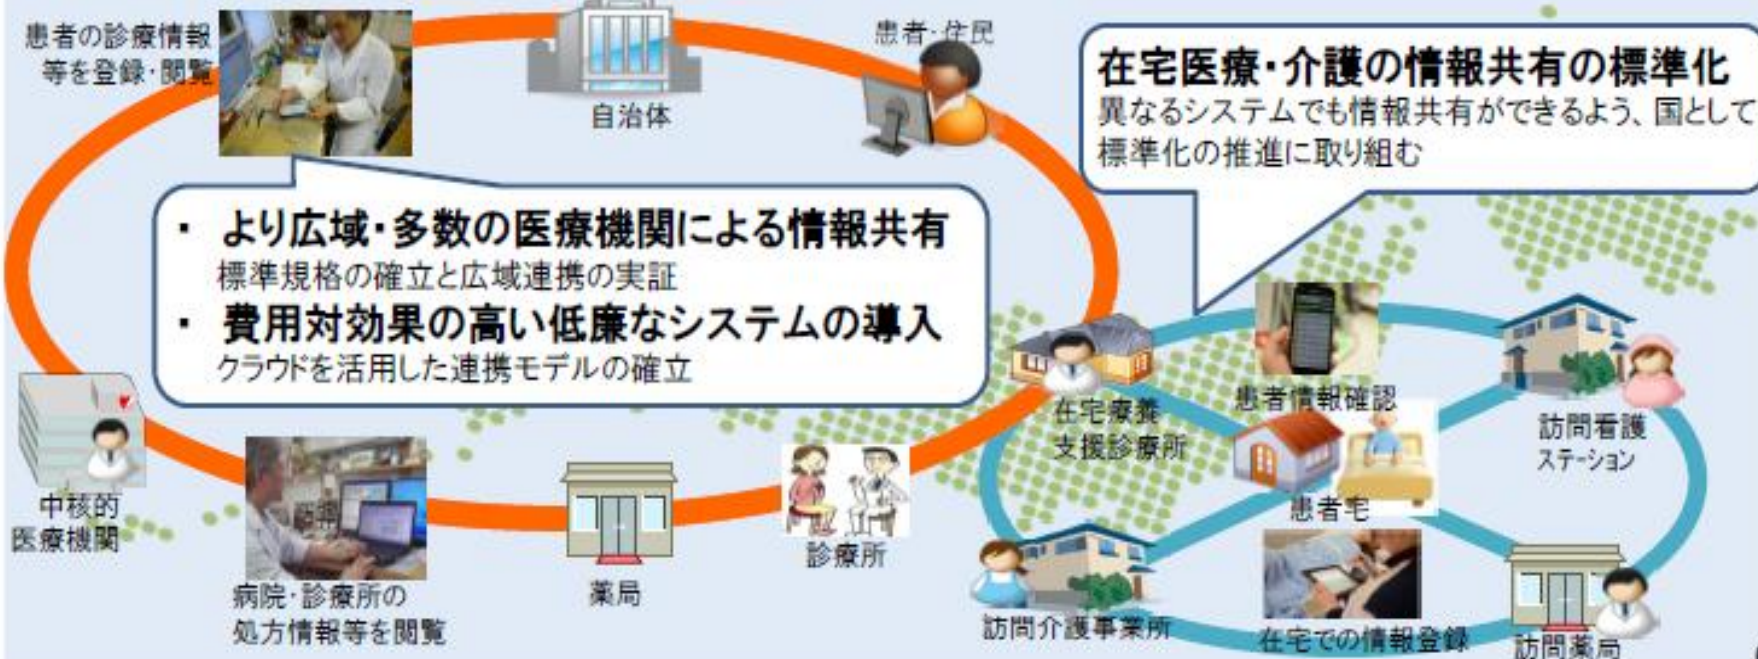 患者の診療情報
等を登録・閲覧
自治体
患者・住民
在宅医療・介護の情報共有の標準化
異なるシステムでも情報共有ができるよう、国として
標準化の推進に取り組む
・ より広域・多数の医療機関による情報共有
標準規格の確立と広域連携の実証
・ 費用対効果の高い低廉なシステムの導入
クラウドを活用した連携モデルの確立
中核的
医療機関
病院・診療所の
処方情報等を閲覧
薬局
診療所
在宅療養
支援診療所
患者情報確認
訪問看護
ステーション
患者宅
訪問介護事業所
在宅での情報登録
訪問薬局